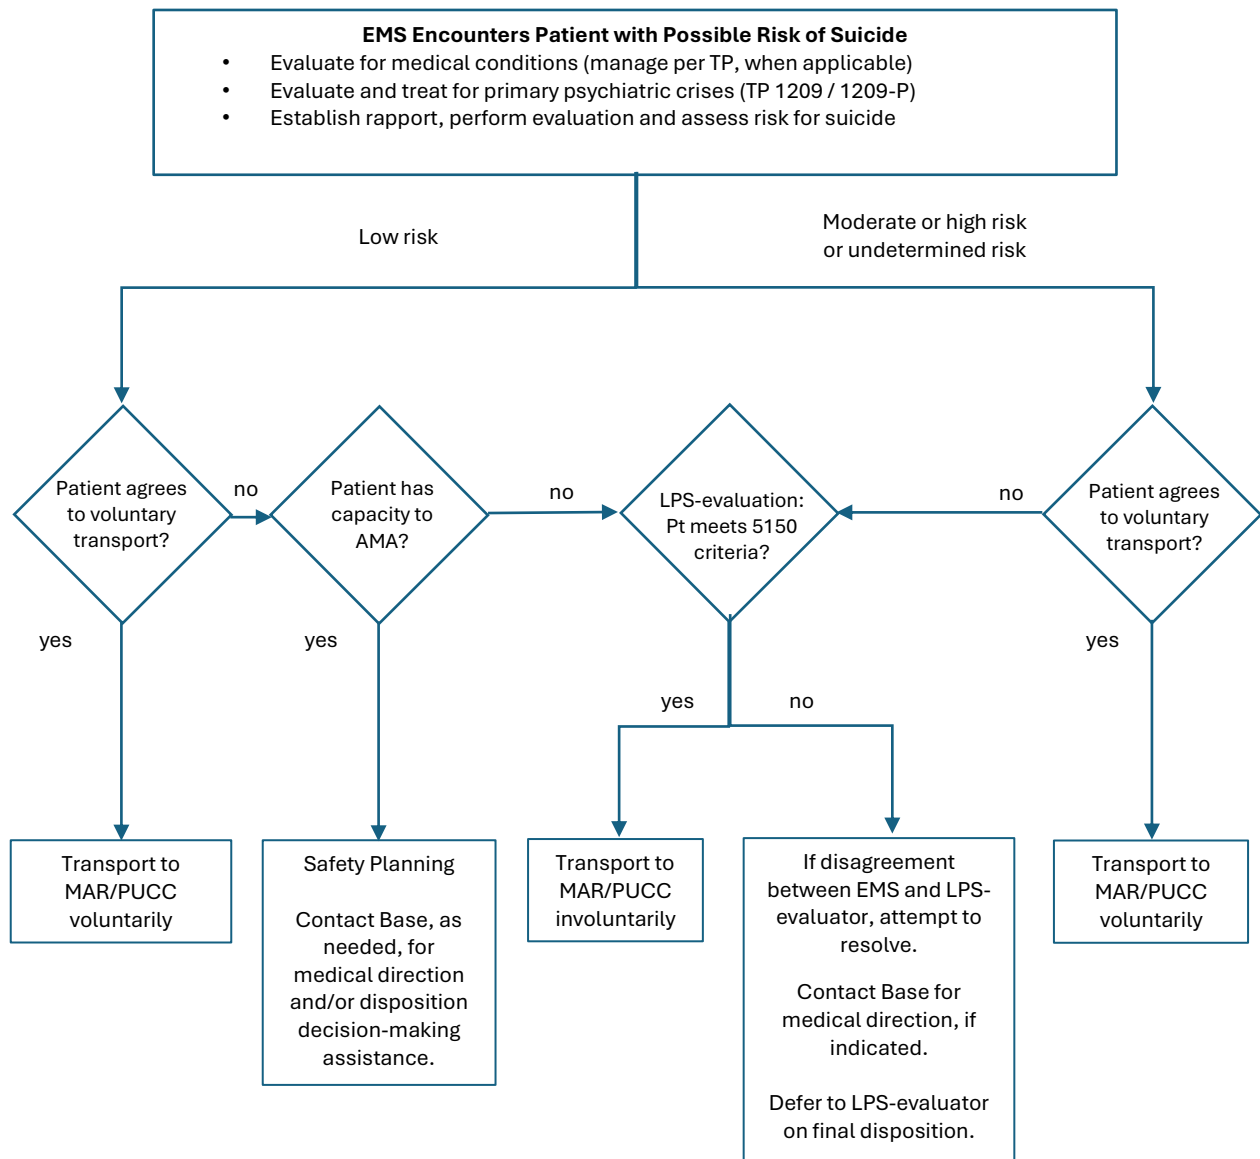 EMS Encounters Patient with Possible Risk of Suicide
• Evaluate for medical conditions (manage per TP, when applicable)
• Evaluate and treat for primary psychiatric crises (TP 1209 / 1209-P)
• Establish rapport, perform evaluation and assess risk for suicide
Low risk
Moderate or high risk
or undetermined risk
Patient agrees
to voluntary
transport?
no
Patient has
capacity to
AMA?
no
LPS-evaluation:
Pt meets 5150
criteria?
no
Patient agrees
to voluntary
transport?
yes
yes
yes
no
yes
Transport to
MAR/PUCC
voluntarily
Safety Planning
Contact Base, as
needed, for
medical direction
and/or disposition
decision-making
assistance.
Transport to
MAR/PUCC
involuntarily
If disagreement
between EMS and LPS-
evaluator, attempt to
resolve.
Contact Base for
medical direction, if
indicated.
Defer to LPS-evaluator
on final disposition.
Transport to
MAR/PUCC
voluntarily